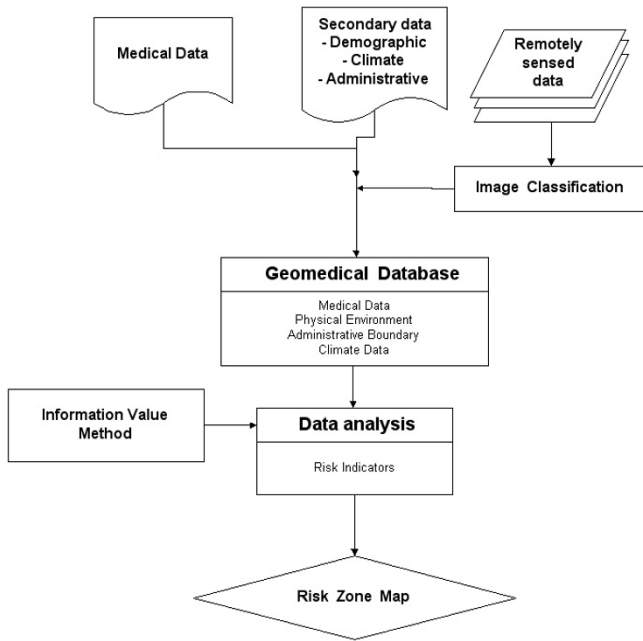 Medical Data
Secondary data
- Demographic
- Climate
- Administrative
Remotely
sensed
data
Image Classification
Geomedical Database
Medical Data
Physical Environment
Administrative Boundary
Climate Data
Information Value
Method
Data analysis
Risk Indicators
Risk Zone Map